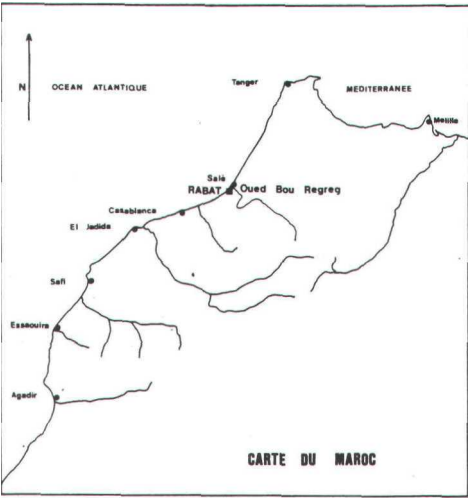 Tanger
N
OCEAN ATLANTIQUE
MEDITERRANEE
Melille
Salé
RABAT
Oued Bou Regreg
Casablanca
El Jadida
Safi
Essaouira
Agadir
CARTE DU MAROC